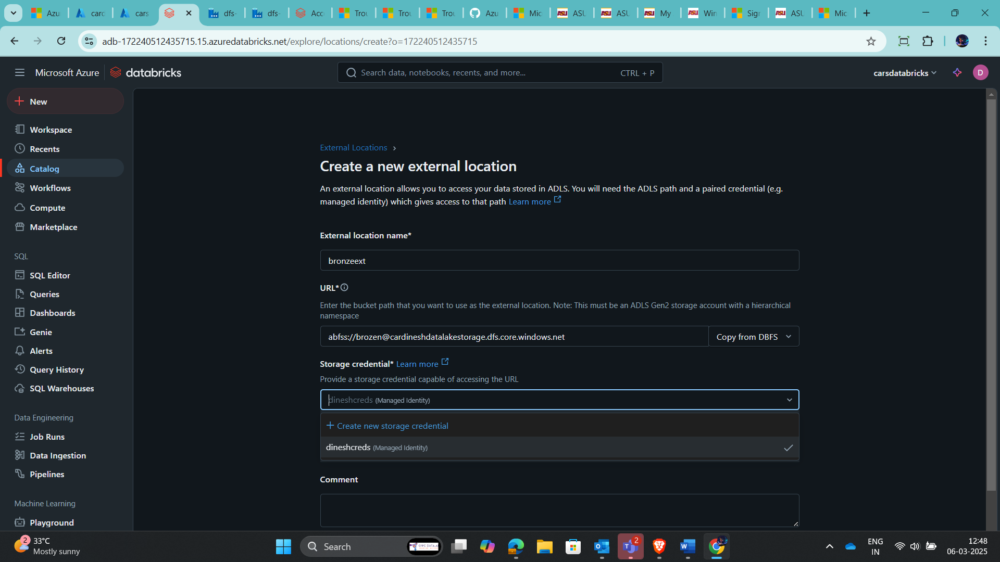 Azu
card
cars
dfs-
dfs-
Acc
Trou
Trou
Trou
Azu
Mic
ASU
ASU
My
Win
Sign
ASU
Mic
adb-172240512435715.15.azuredatabricks.net/explore/locations/create?o=172240512435715
Microsoft Azure
databricks
Search data, notebooks, recents, and more...
CTRL + P
carsdatabricks
D
New
Workspace
Recents
Catalog
Workflows
Compute
Marketplace
SQL
SQL Editor
Queries
Dashboards
Genie
Alerts
Query History
SQL Warehouses
Data Engineering
Job Runs
Data Ingestion
Pipelines
Machine Learning
Playground
External Locations
Create a new external location
An external location allows you to access your data stored in ADLS. You will need the ADLS path and a paired credential (e.g.
managed identity) which gives access to that path Learn more
External location name*
bronzeext
URL*
Enter the bucket path that you want to use as the external location. Note: This must be an ADLS Gen2 storage account with a hierarchical
namespace
abfss://brozen@cardineshdatalakestorage.dfs.core.windows.net
Copy from DBFS
Storage credential* Learn more
Provide a storage credential capable of accessing the URL
dineshcreds (Managed Identity)
Create new storage credential
dineshcreds (Managed Identity)
Comment
2
33°C
Mostly sunny
Search
2
ENG
IN
12:48
06-03-2025